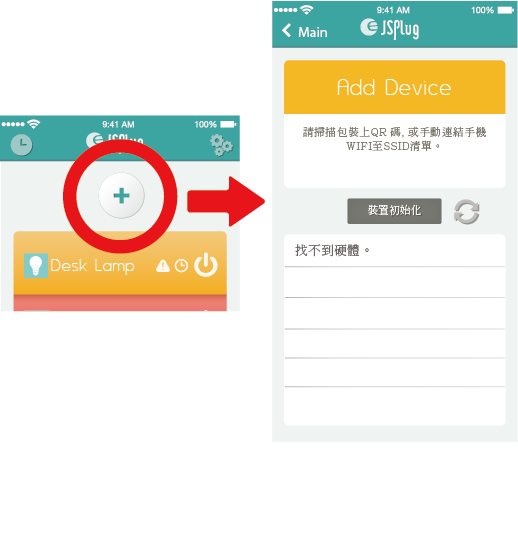 9:41 AM
100%
JSPlug
Desk Lamp
9:41 AM
100%
Main
JSPlug
Add Device
請掃描包裝上QR 碼, 或手動連結手機
WIFI至SSID清單。
裝置初始化
找不到硬體。